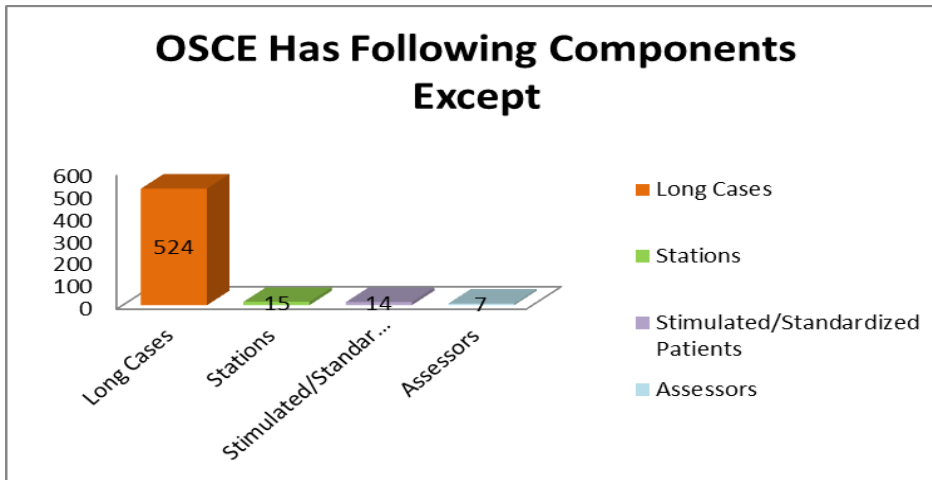 OSCE Has Following Components
Except
600
500
400
300
200
100
0
524
15
14
7
Long Cases
Stations
Stimulated/Standar...
Assessors
Long Cases
Stations
Stimulated/Standardized
Patients
Assessors